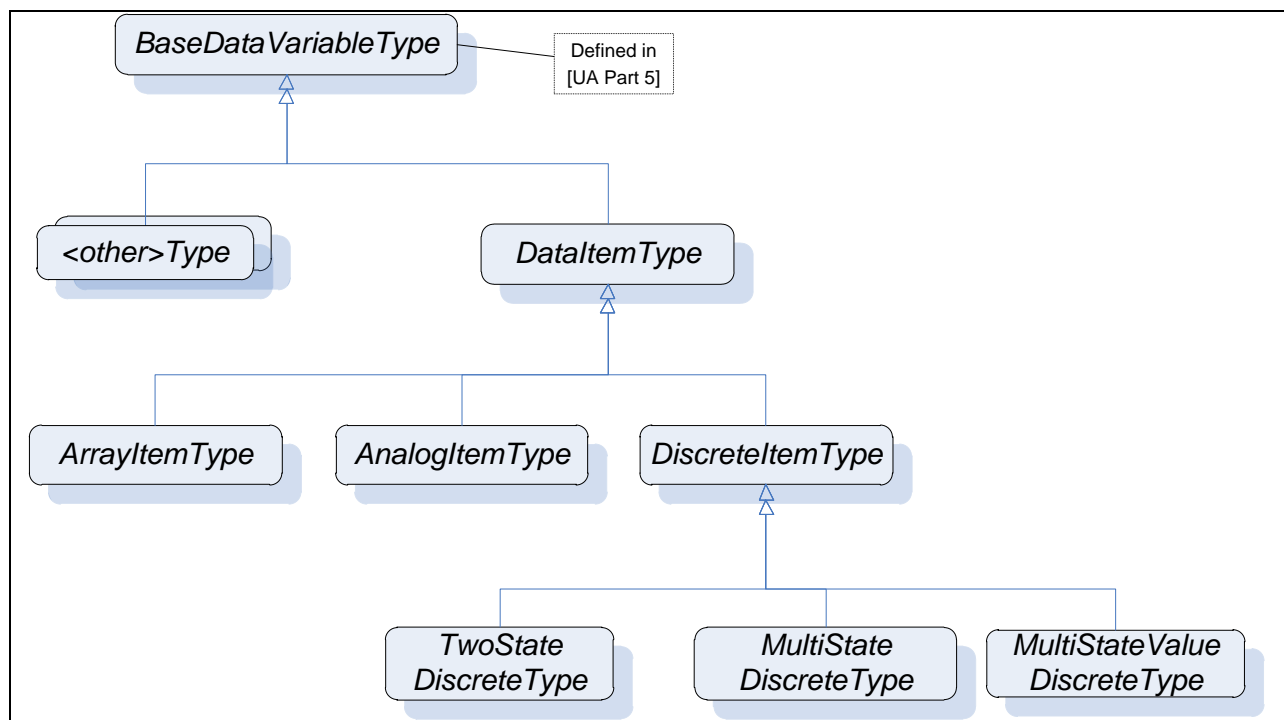 BaseDataVariableType
Defined in
[UA Part 5]
<other>Type
DataItemType
ArrayItemType
AnalogItemType
DiscreteItemType
TwoState
DiscreteType
MultiState
DiscreteType
MultiStateValue
DiscreteType